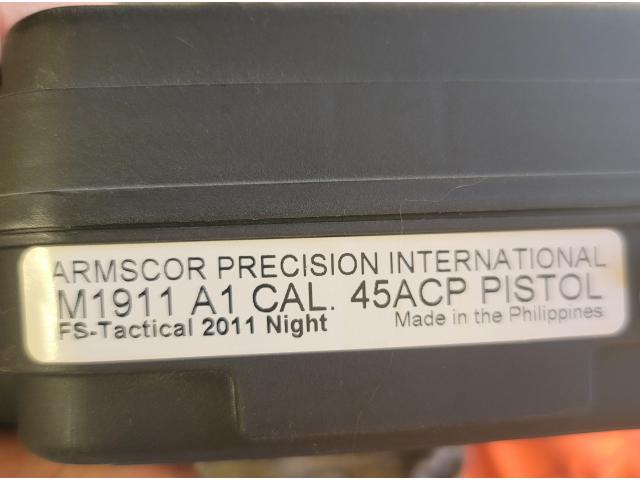 ARMSCOR PRECISION INTERNATIONAL
M1911 A1 CAL. 45ACP PISTOL
FS-Tactical 2011 Night Made in the Philippines